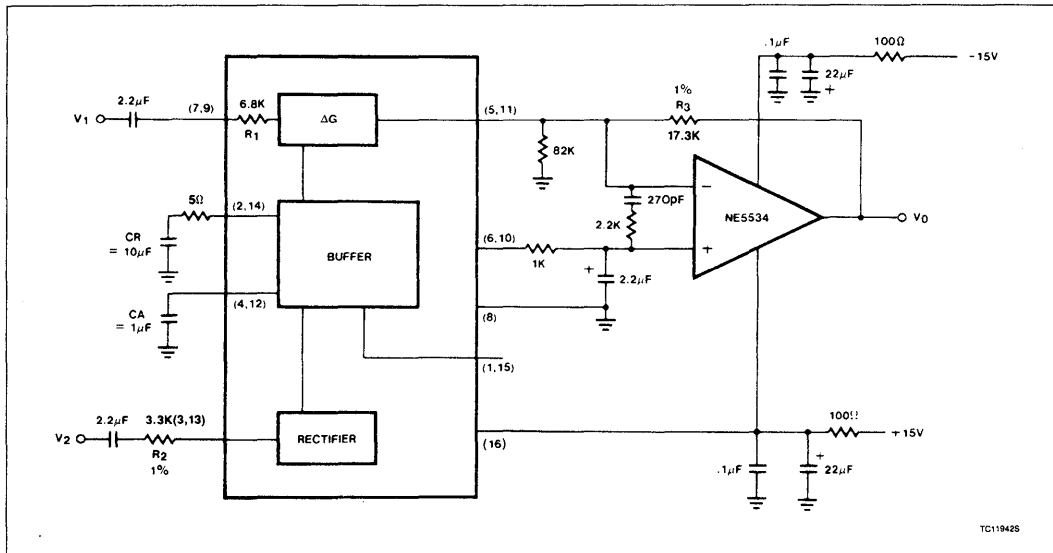 .1µF
100Ω
-15V
22µF
+
2.2µF
(7,9)
6.8K
R1
ΔG
(5,11)
1%
R3
17.3K
V1
82K
270pF
2.2K
−
NE5534
+
V0
5Ω
(2,14)
CR
= 10µF
BUFFER
(6,10)
1K
+
2.2µF
(4,12)
CA
= 1µF
(8)
(1,15)
2.2µF
3.3K(3,13)
V2
R2
1%
RECTIFIER
(16)
100Ω
+15V
.1µF
+
22µF
TC11942S